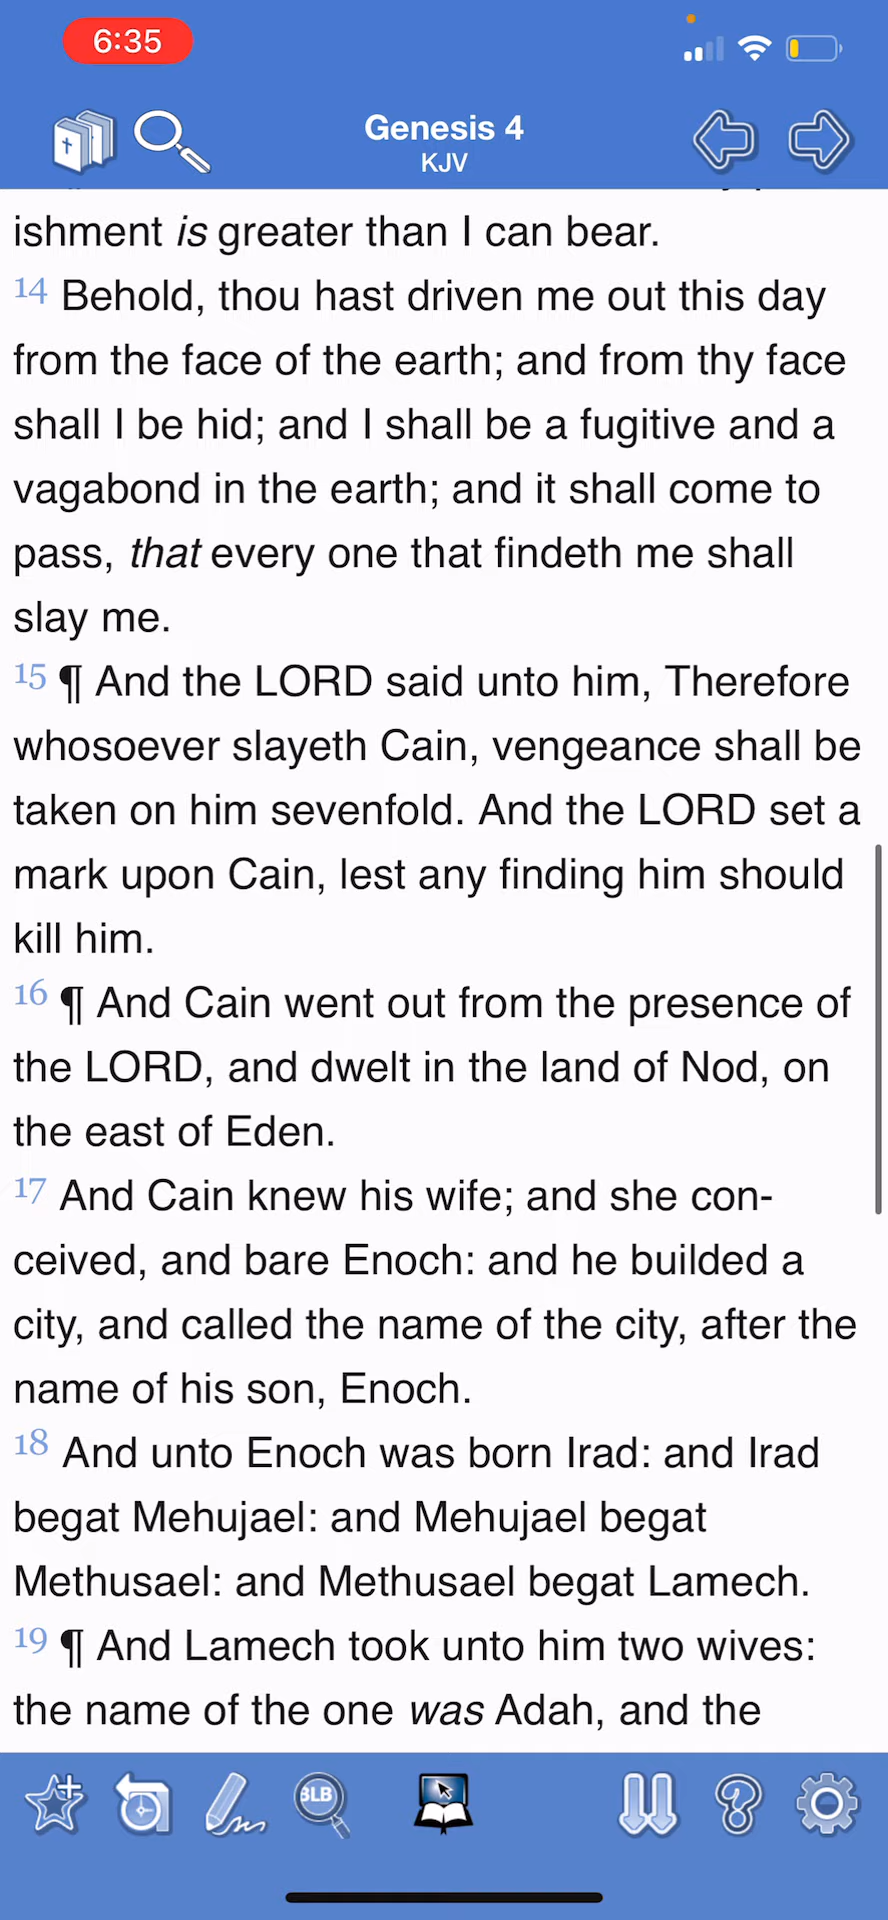 6:35
Genesis 4
KJV
ishment is greater than I can bear.
14 Behold, thou hast driven me out this day
from the face of the earth; and from thy face
shall I be hid; and I shall be a fugitive and a
vagabond in the earth; and it shall come to
pass, that every one that findeth me shall
slay me.
15 ¶ And the LORD said unto him, Therefore
whosoever slayeth Cain, vengeance shall be
taken on him sevenfold. And the LORD set a
mark upon Cain, lest any finding him should
kill him.
16 ¶ And Cain went out from the presence of
the LORD, and dwelt in the land of Nod, on
the east of Eden.
17 And Cain knew his wife; and she con-
ceived, and bare Enoch: and he builded a
city, and called the name of the city, after the
name of his son, Enoch.
18 And unto Enoch was born Irad: and Irad
begat Mehujael: and Mehujael begat
Methusael: and Methusael begat Lamech.
19 ¶ And Lamech took unto him two wives:
the name of the one was Adah, and the
BLB